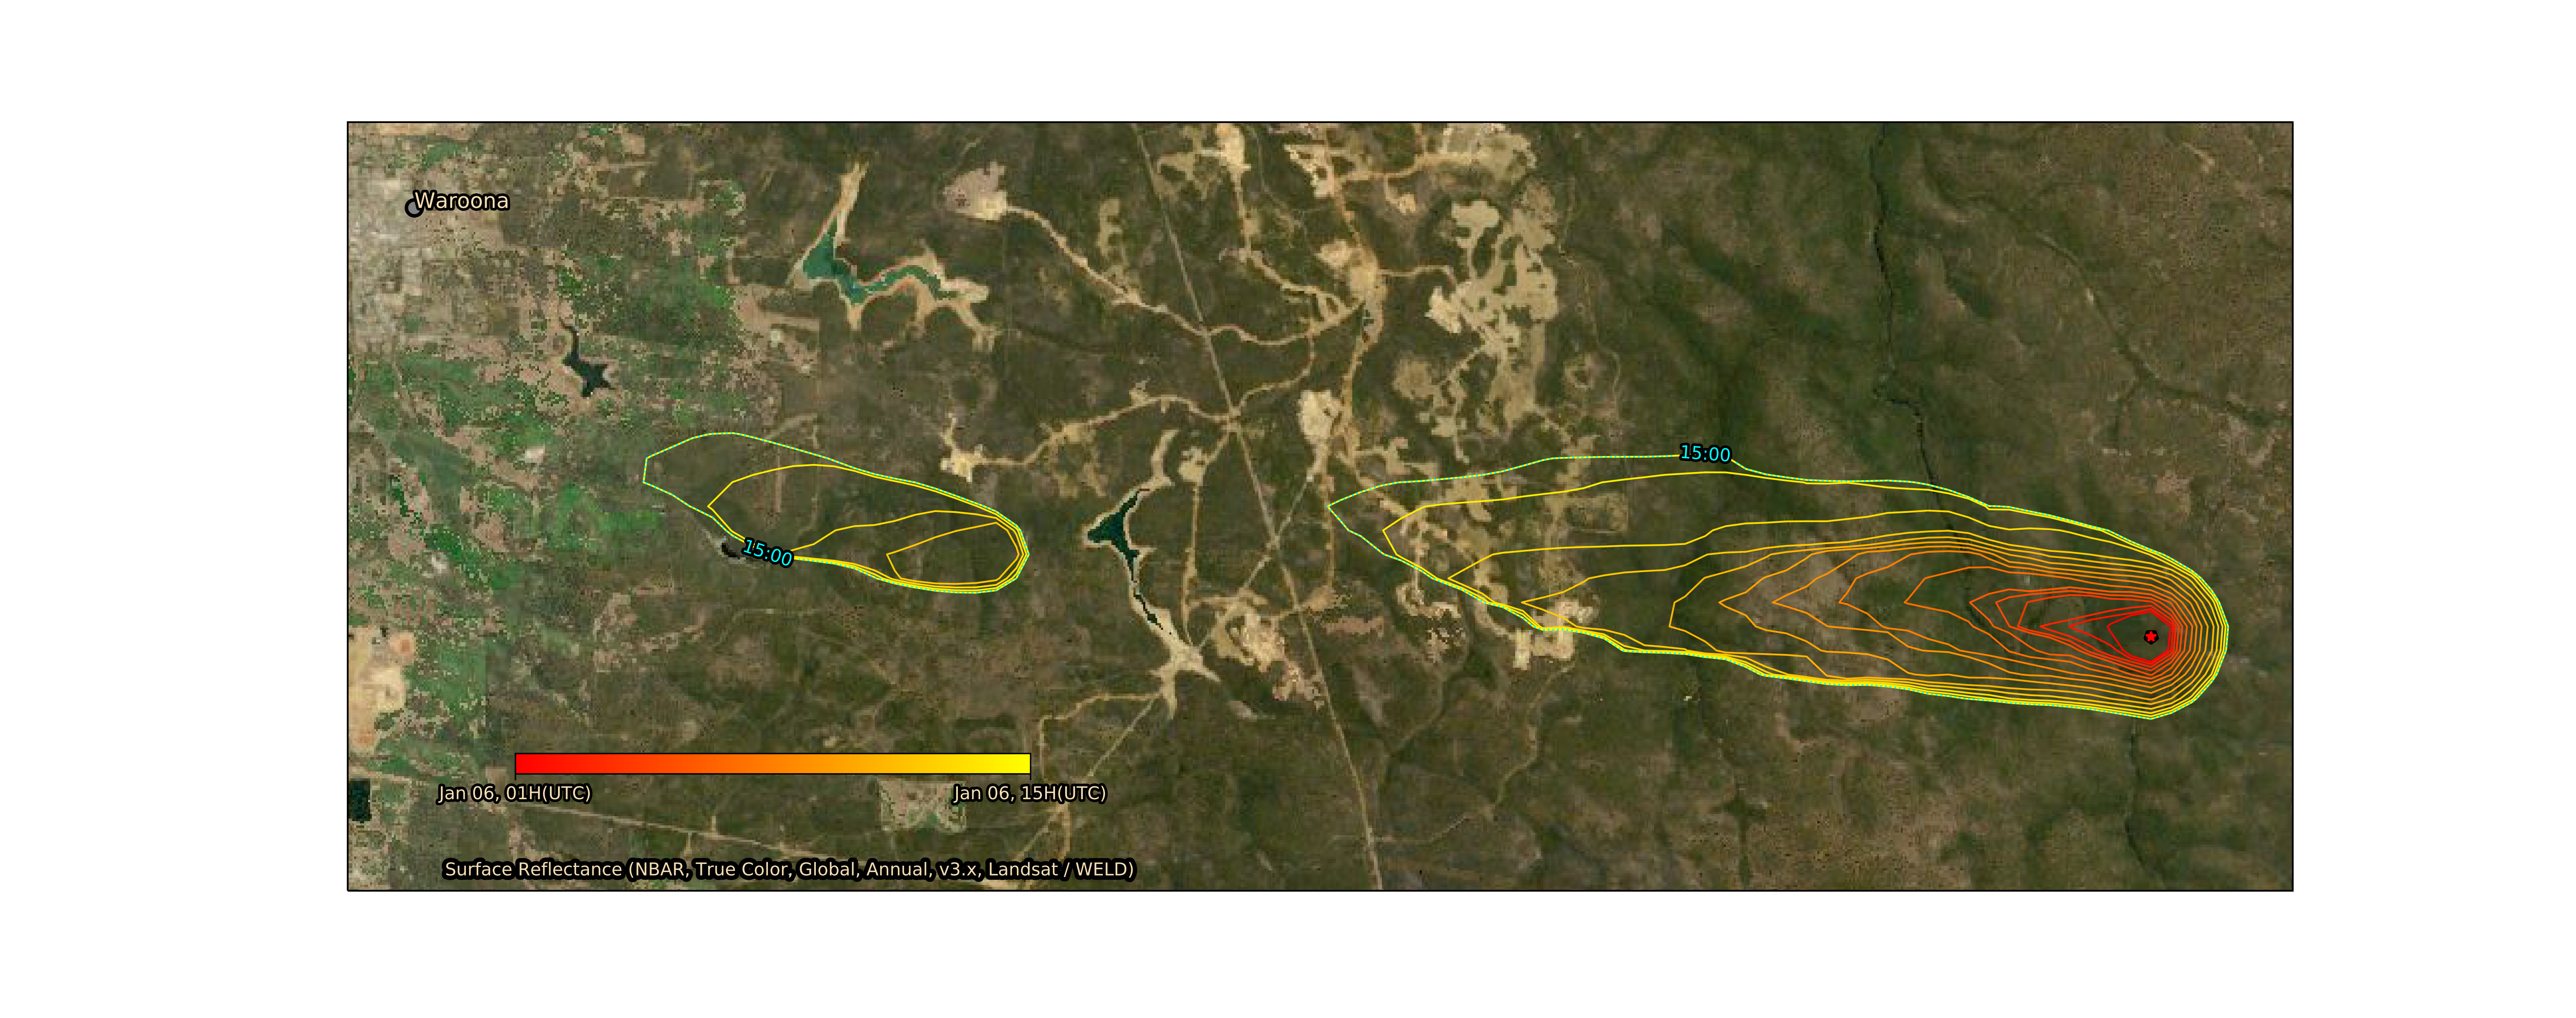 Waroona
15:00
15:00
Jan 06, 01H(UTC)
Jan 06, 15H(UTC)
Surface Reflectance (NBAR, True Color, Global, Annual, v3.x, Landsat / WELD)